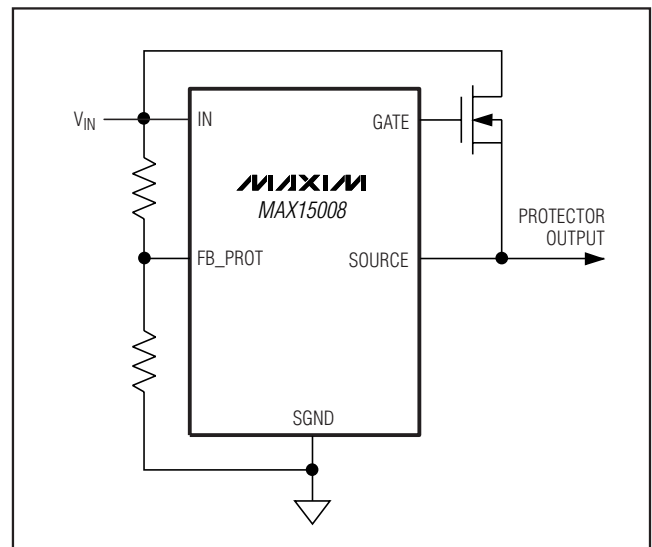 V_IN
IN
GATE
MAXIM
MAX15008
PROTECTOR
OUTPUT
FB_PROT
SOURCE
SGND